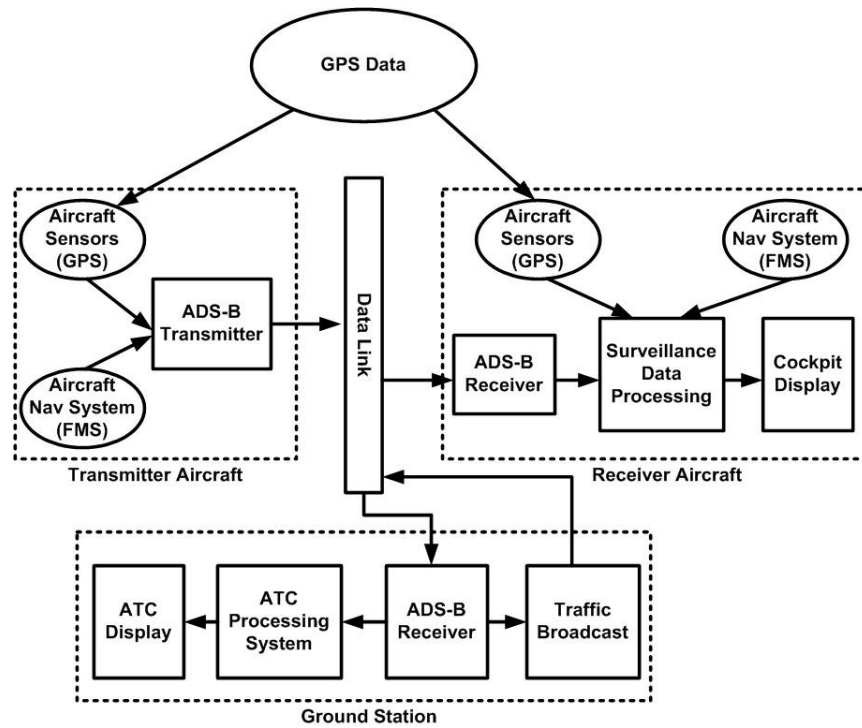 GPS Data
Aircraft
Sensors
(GPS)
ADS-B
Transmitter
Aircraft
Nav System
(FMS)
Transmitter Aircraft
Data Link
Aircraft
Sensors
(GPS)
Aircraft
Nav System
(FMS)
ADS-B
Receiver
Surveillance
Data
Processing
Cockpit
Display
Receiver Aircraft
ATC
Display
ATC
Processing
System
ADS-B
Receiver
Traffic
Broadcast
Ground Station